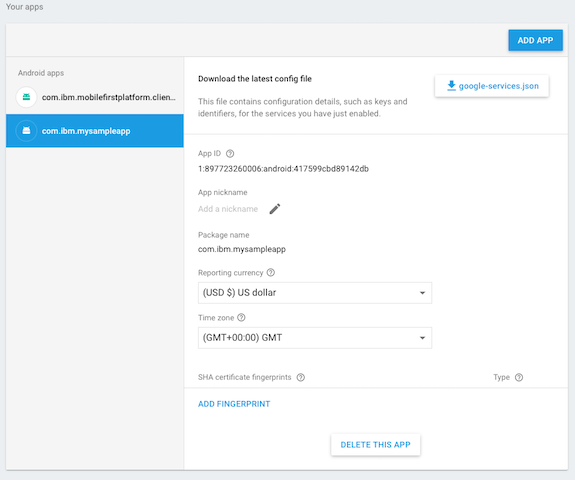 Your apps
ADD APP
Android apps
com.ibm.mobilefirstplatform.clien...
com.ibm.mysampleapp
Download the latest config file
google-services.json
This file contains configuration details, such as keys and
identifiers, for the services you have just enabled.
App ID
1:897723260006:android:417599cbd89142db
App nickname
Add a nickname
Package name
com.ibm.mysampleapp
Reporting currency
(USD $) US dollar
Time zone
(GMT+00:00) GMT
SHA certificate fingerprints
Type
ADD FINGERPRINT
DELETE THIS APP